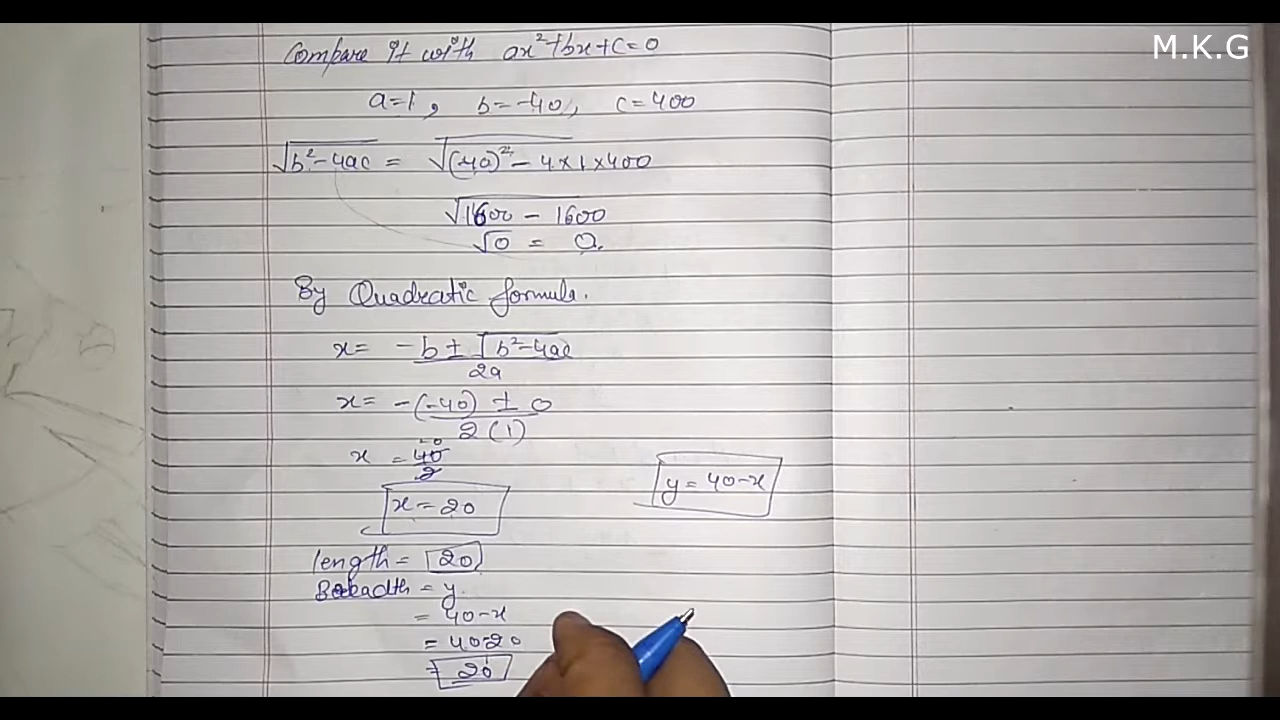 M.K.G
Compare it with ax²+bx+c=0
a=1, b=-40, c=400
√b²-4ac = √(-40)² - 4×1×400
√1600 - 1600
√0 = 0.
By Quadratic formula.
x= -b ± √b²-4ac
2a
x= -(-40) ± 0
2(1)
20
x = 40
2
x=20
y=40-x
length= 20
= y.
= 40-x
= 40-20
= 20